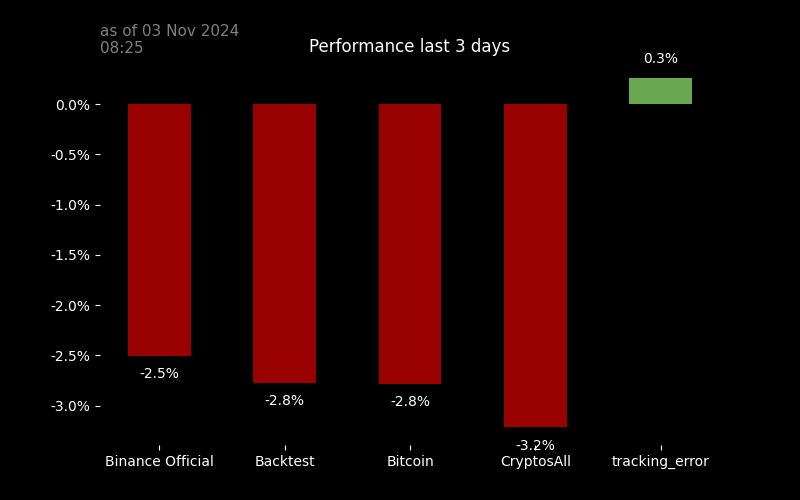 as of 03 Nov 2024
08:25
Performance last 3 days
0.3%
0.0%
-0.5%
-1.0%
-1.5%
-2.0%
-2.5%
-3.0%
-2.5%
-2.8%
-2.8%
-3.2%
Binance Official
Backtest
Bitcoin
CryptosAll
tracking_error